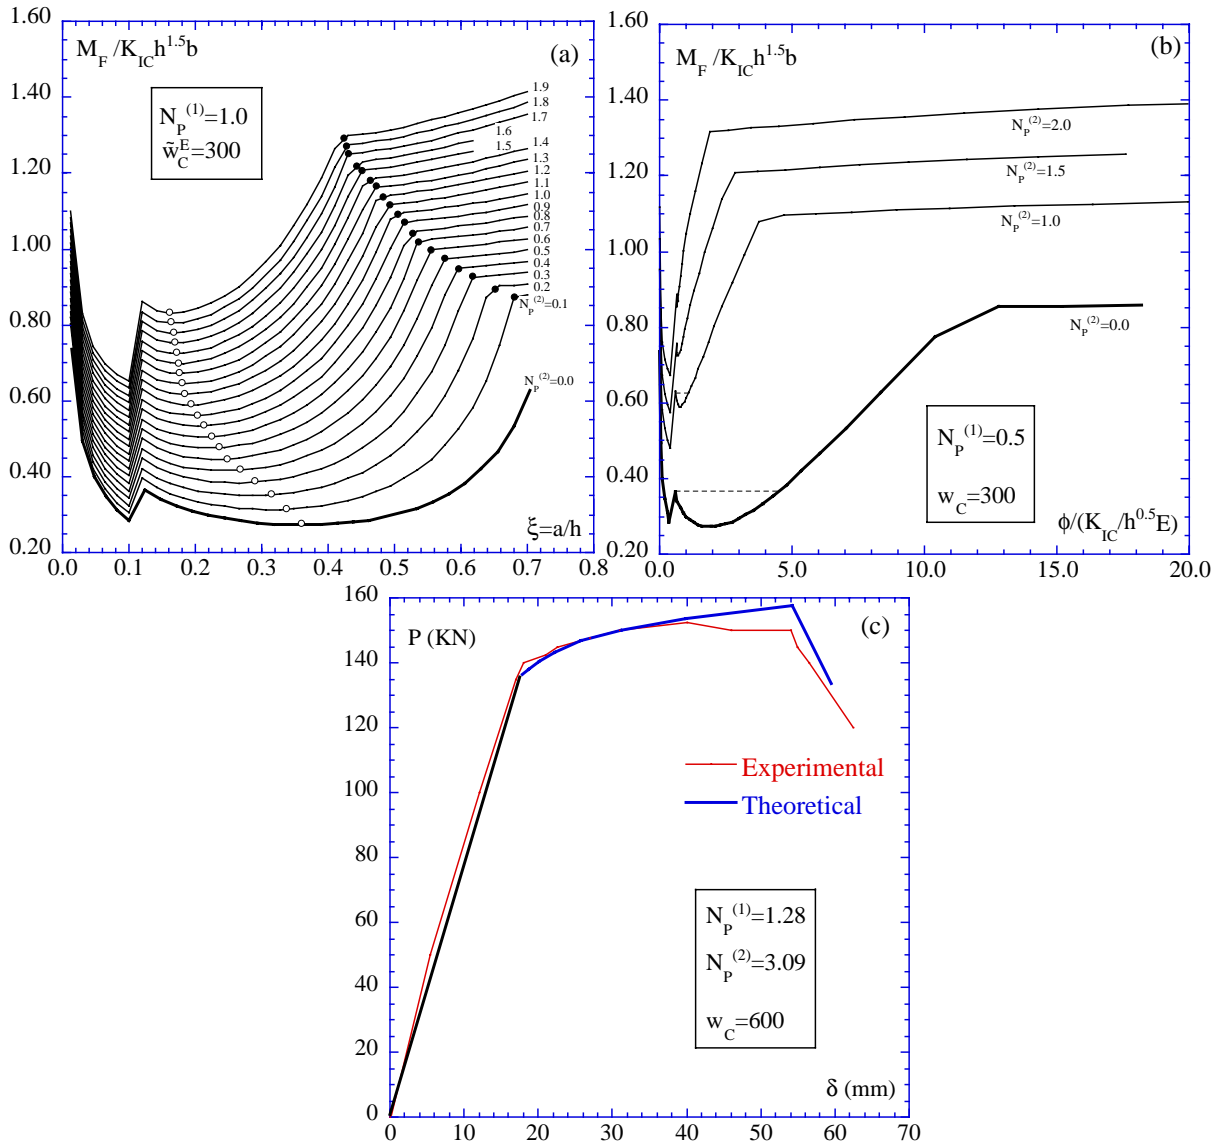 M_F /K_IC h^1.5 b
(a)
N_P^(1)=1.0
w̃_C^E=300
1.60
1.40
1.20
1.00
0.80
0.60
0.40
0.20
1.9
1.8
1.7
1.6
1.5
1.4
1.3
1.2
1.1
1.0
0.9
0.8
0.7
0.6
0.5
0.4
0.3
0.2
N_P^(2)=0.1
N_P^(2)=0.0
ξ=a/h
0.0 0.1 0.2 0.3 0.4 0.5 0.6 0.7 0.8
M_F /K_IC h^1.5 b
(b)
1.60
1.40
1.20
1.00
0.80
0.60
0.40
0.20
N_P^(2)=2.0
N_P^(2)=1.5
N_P^(2)=1.0
N_P^(2)=0.0
N_P^(1)=0.5
w_C=300
ϕ/(K_IC/h^0.5E)
0.0 5.0 10.0 15.0 20.0
P (KN)
(c)
160
140
120
100
80
60
40
20
0
Experimental
Theoretical
N_P^(1)=1.28
N_P^(2)=3.09
w_C=600
δ (mm)
0 10 20 30 40 50 60 70